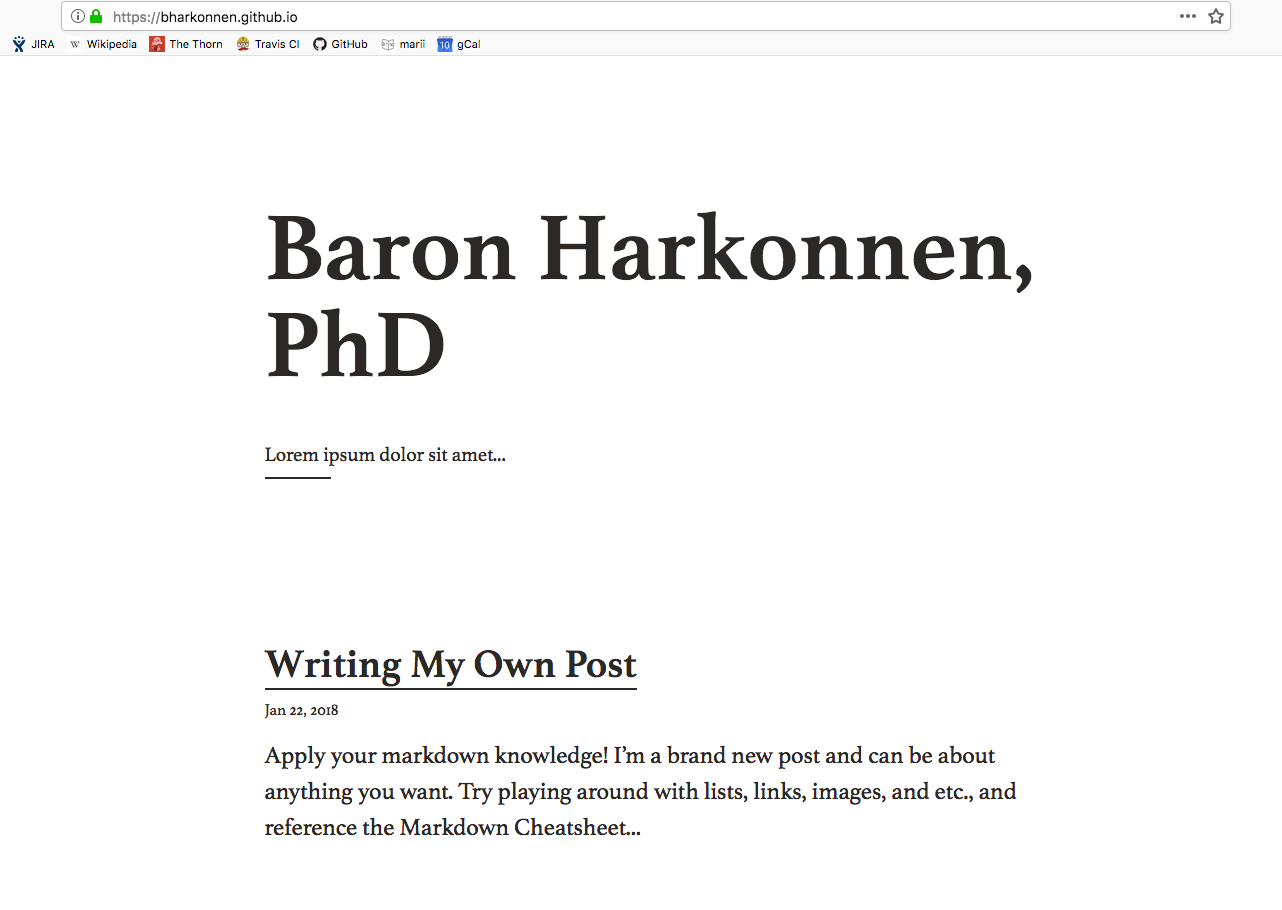 https://bharkonnen.github.io
JIRA W Wikipedia The Thorn Travis CI GitHub marii 10 gCal
Baron Harkonnen,
PhD
Lorem ipsum dolor sit amet...
Writing My Own Post
Jan 22, 2018
Apply your markdown knowledge! I’m a brand new post and can be about
anything you want. Try playing around with lists, links, images, and etc., and
reference the Markdown Cheatsheet...